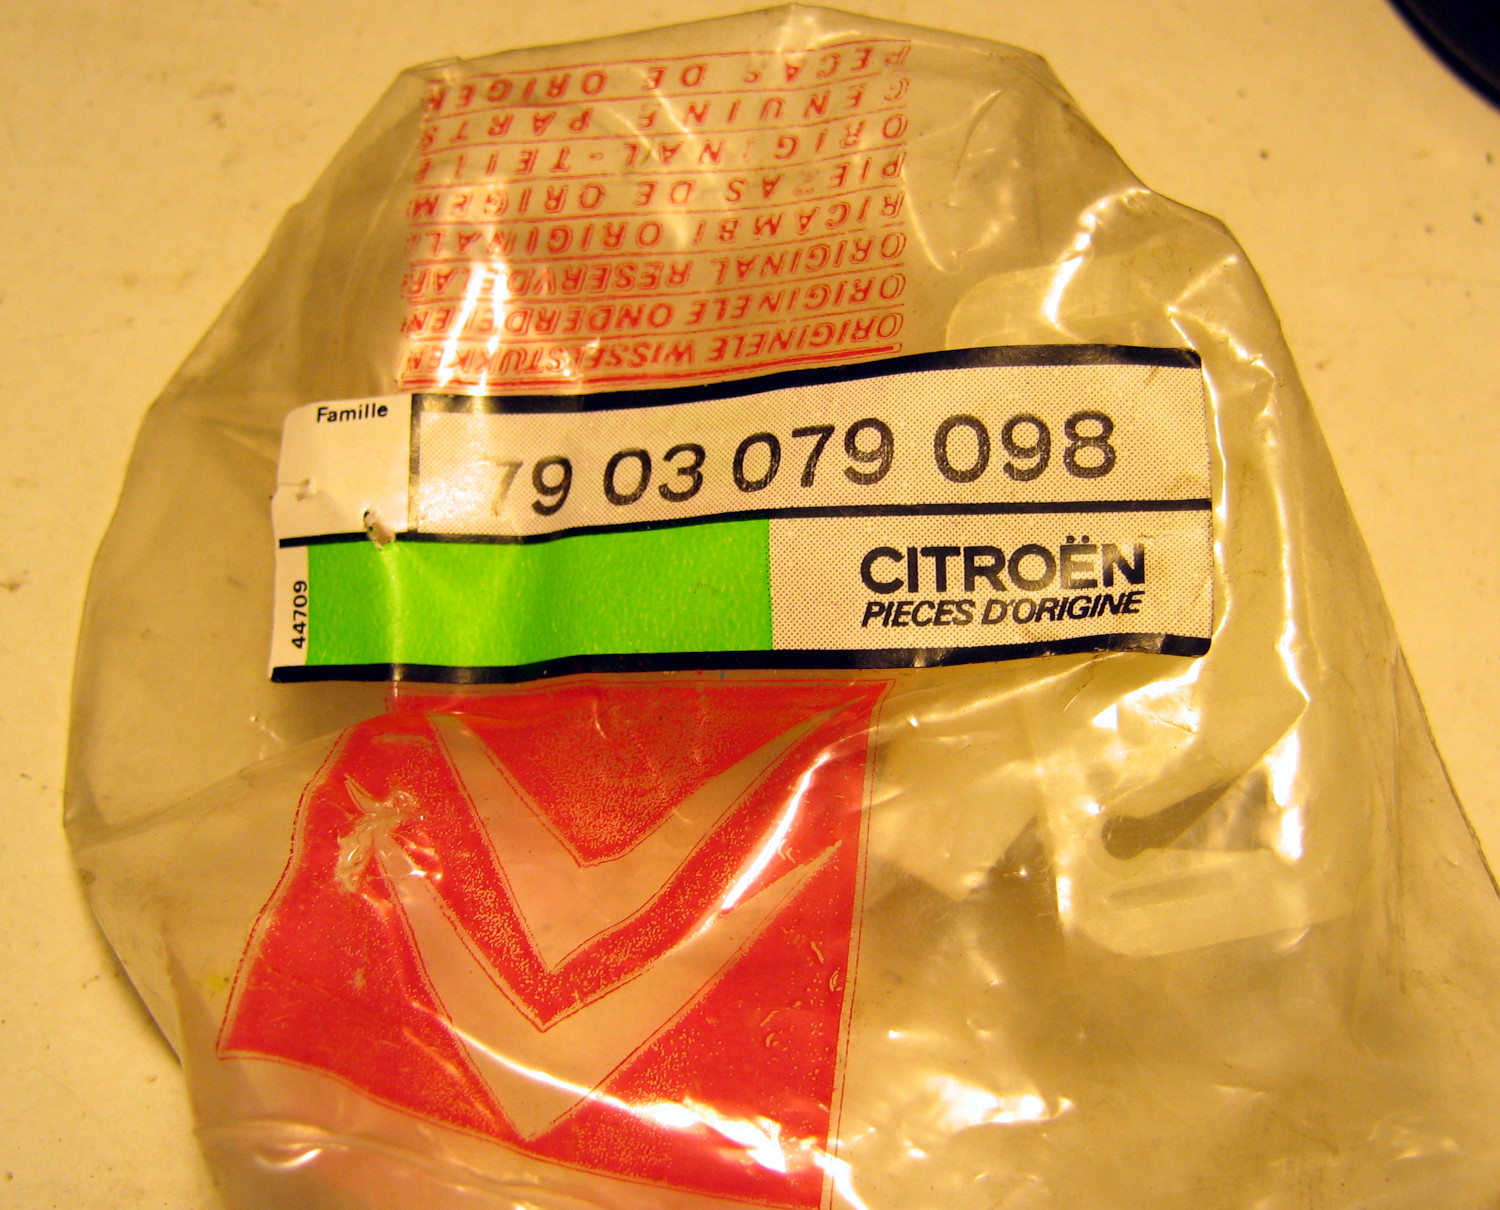 PECAS DE ORIGEN
GENUINE PARTS
ORIGINAL-TEILE
PIEZAS DE ORIGEM
RICAMBI ORIGINALI
ORIGINAL RESERVDELAR
ORIGINELE ONDERDELEN
ORIGINELE WISSELSTUKKEN
Famille
79 03 079 098
44709
CITROËN
PIECES D'ORIGINE